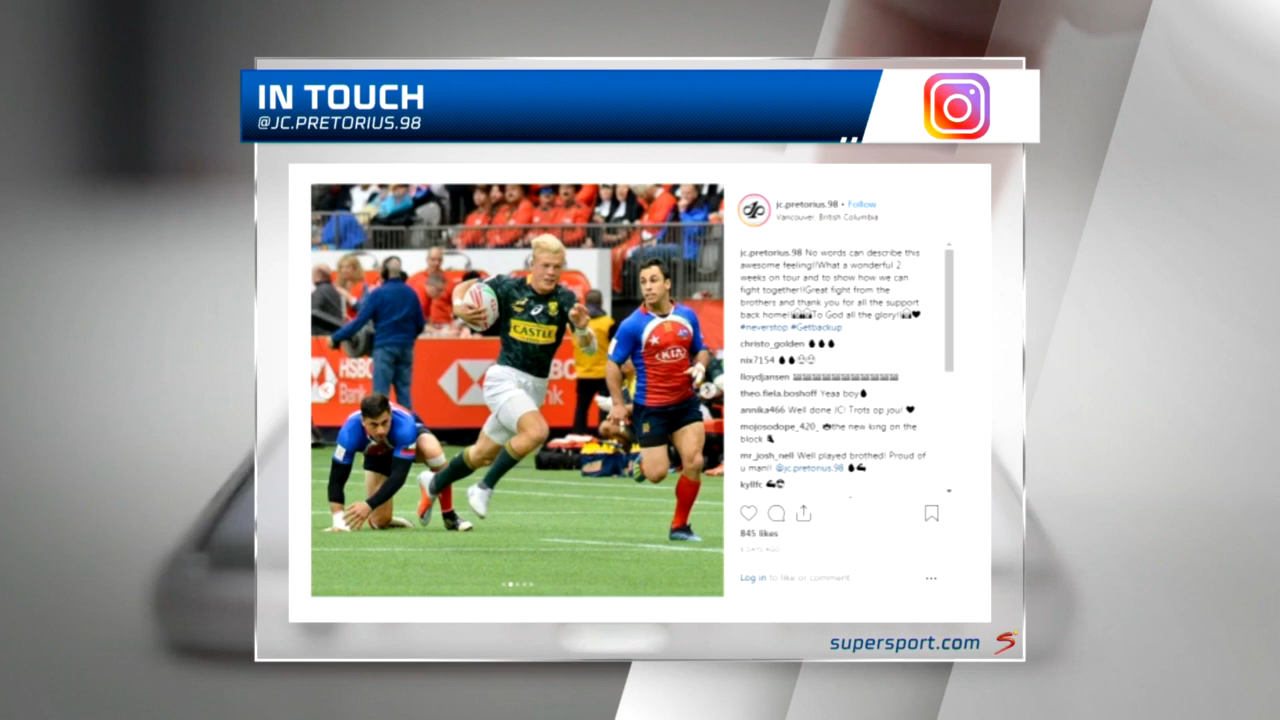 IN TOUCH
@JC.PRETORIUS.98
jc.pretorius.98 • Follow
Vancouver, British Columbia
jc.pretorius.98 No words can describe this
awesome feeling!!What a wonderful 2
weeks on tour and to show how we can
fight together!!Great fight from the
brothers and thank you for all the support
back home!!To God all the glory!!
#neverstop #Getbackup
christo_golden
nix7154
lloydjansen
theo.fiela.boshoff Yeaa boy
annika466 Well done JC! Trots op jou!
mojosodope_420_ the new king on the
block
mr_josh_nell Well played brothed! Proud of
u man!! @jc.pretorius.98
kyllfc
845 likes
5 DAYS AGO
Log in to like or comment.
CASTLE
KIA
HSBC
Bank
supersport.com